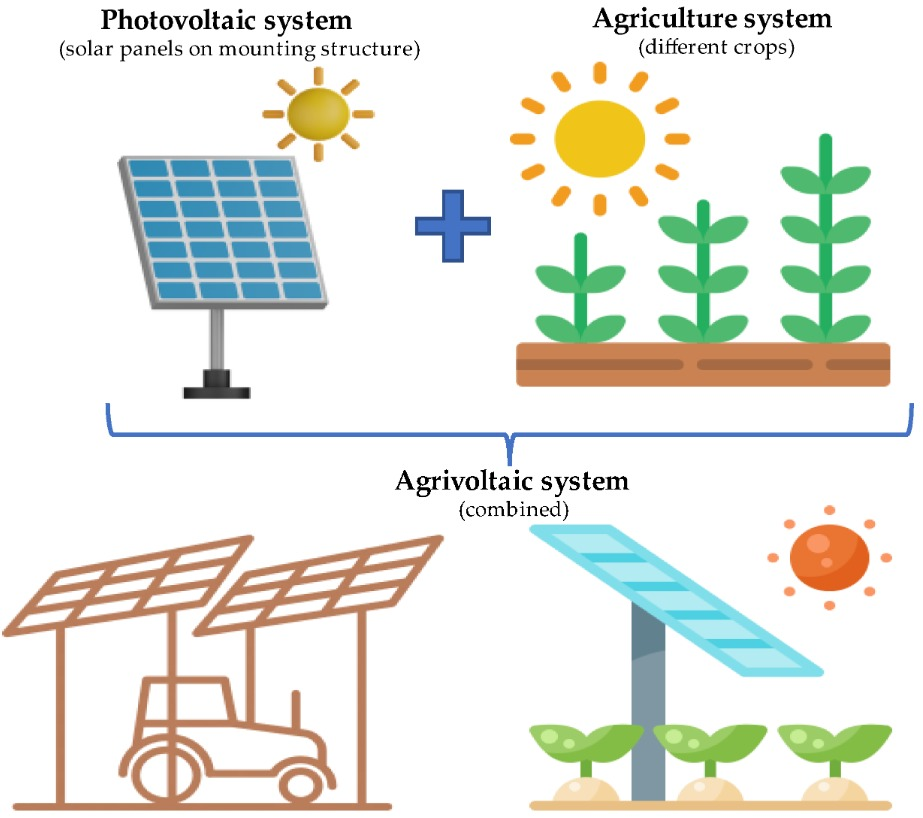 Photovoltaic system
(solar panels on mounting structure)
Agriculture system
(different crops)
Agrivoltaic system
(combined)